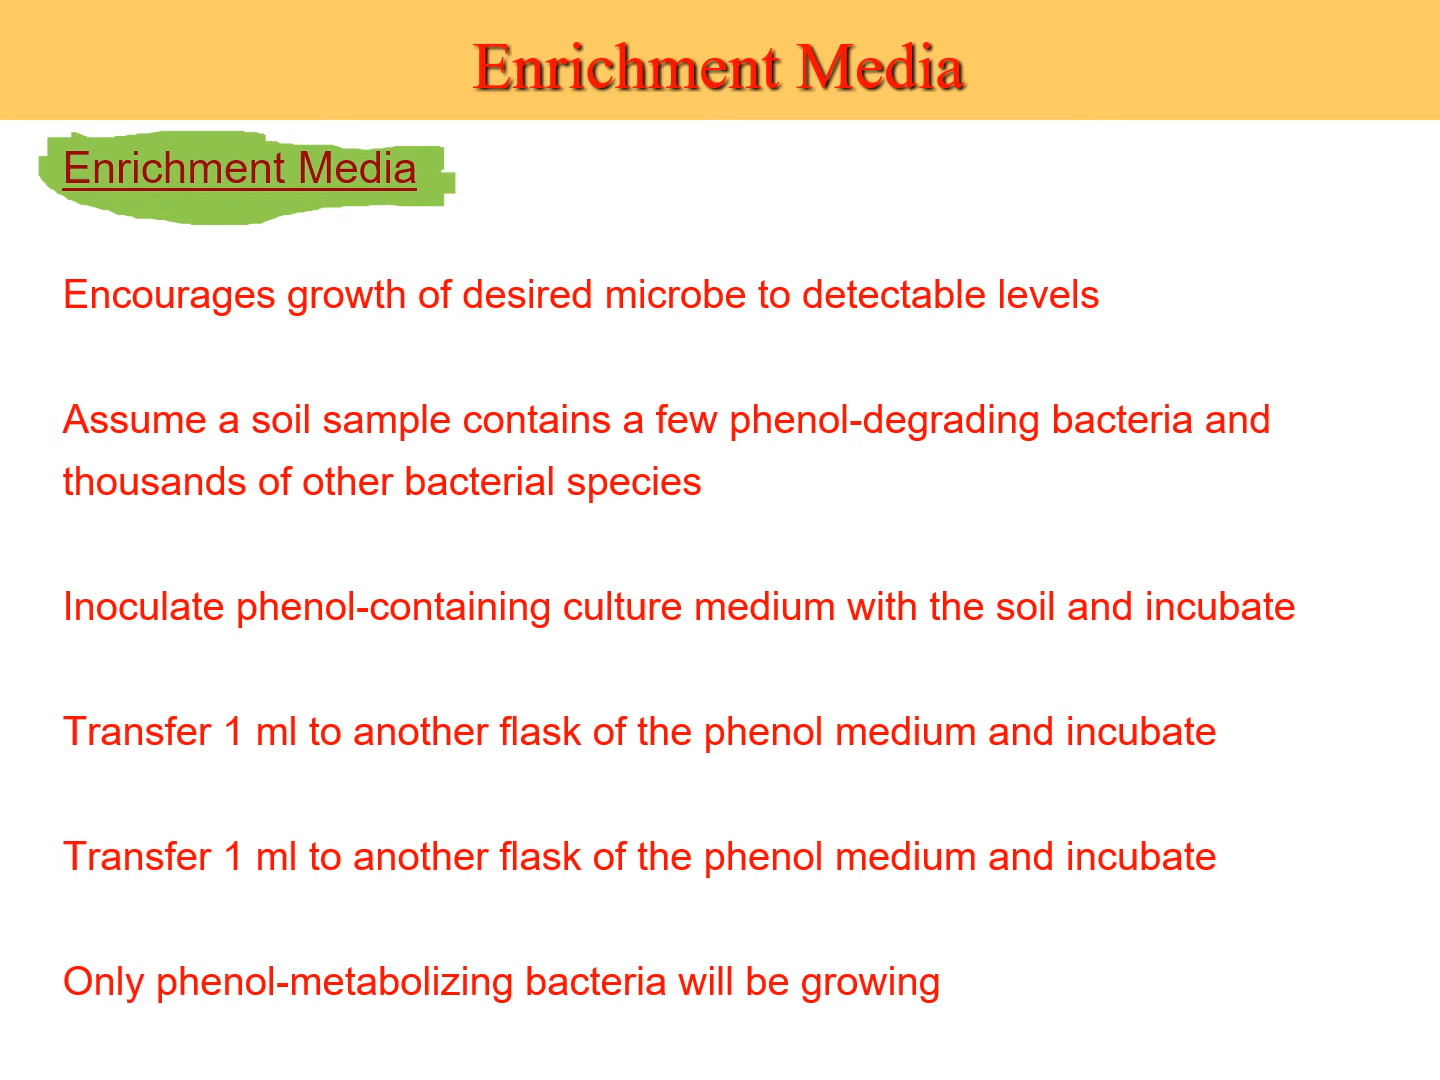 Enrichment Media
Enrichment Media
Encourages growth of desired microbe to detectable levels
Assume a soil sample contains a few phenol-degrading bacteria and
thousands of other bacterial species
Inoculate phenol-containing culture medium with the soil and incubate
Transfer 1 ml to another flask of the phenol medium and incubate
Transfer 1 ml to another flask of the phenol medium and incubate
Only phenol-metabolizing bacteria will be growing